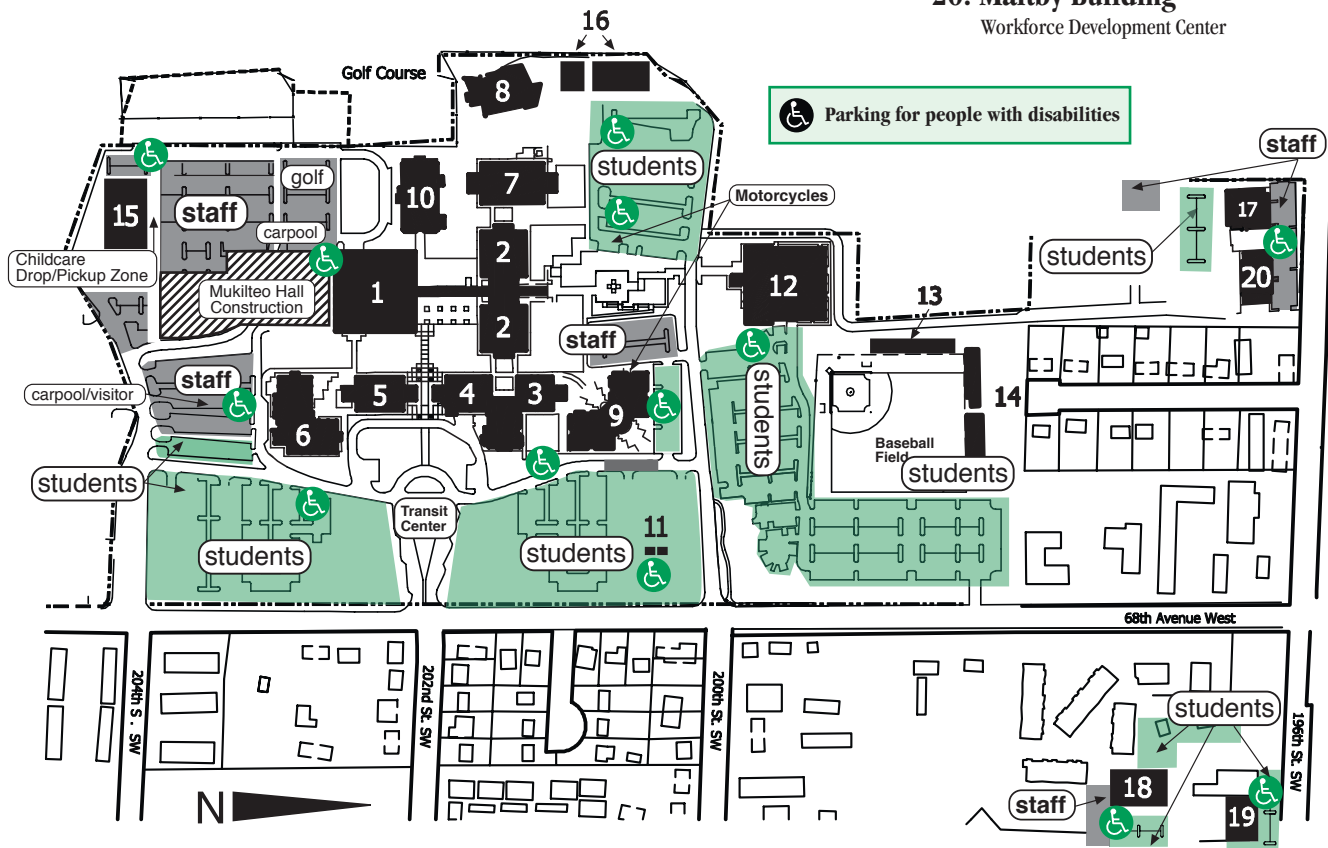 20. Maltby Building
Workforce Development Center
16
Golf Course
8
Parking for people with disabilities
students
staff
golf
7
10
Motorcycles
staff
15
17
carpool
2
students
Childcare
Drop/Pickup Zone
20
Mukilteo Hall
Construction
1
12
13
2
staff
students
staff
carpool/visitor
5
4
3
9
14
6
Baseball
Field
students
students
Transit
Center
11
students
students
68th Avenue West
204th S . SW
202nd St. SW
200th St. SW
196th St. SW
students
N
18
staff
19